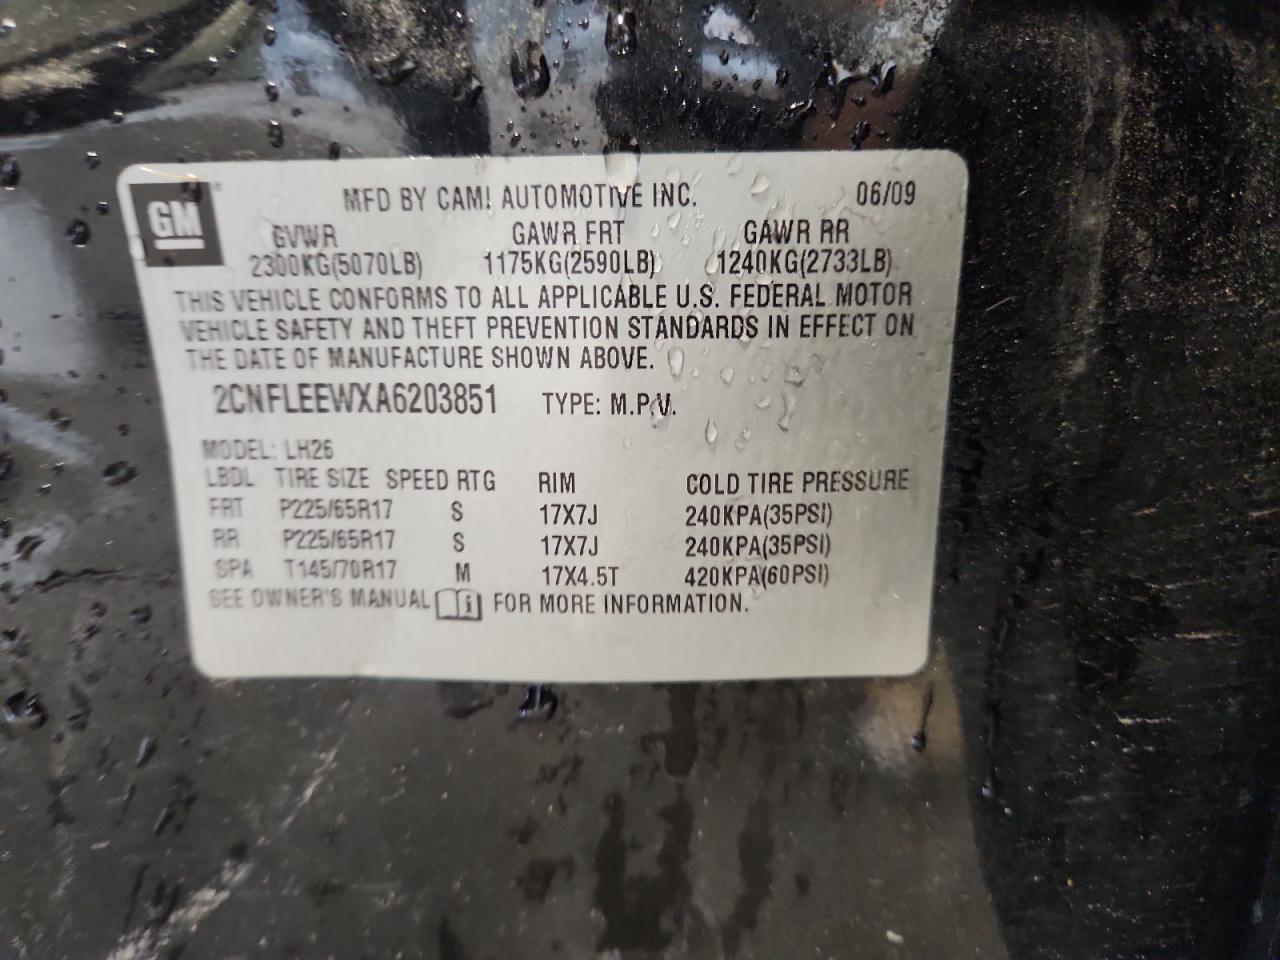 GM
MFD BY CAMI AUTOMOTIVE INC. 06/09
GVWR GAWR FRT GAWR RR
2300KG(5070LB) 1175KG(2590LB) 1240KG(2733LB)
THIS VEHICLE CONFORMS TO ALL APPLICABLE U.S. FEDERAL MOTOR
VEHICLE SAFETY AND THEFT PREVENTION STANDARDS IN EFFECT ON
THE DATE OF MANUFACTURE SHOWN ABOVE.
2CNFLEEWXA6203851 TYPE: M.P.V.
MODEL: LH26
LBDL TIRE SIZE SPEED RTG RIM COLD TIRE PRESSURE
FRT P225/65R17 S 17X7J 240KPA(35PSI)
RR P225/65R17 S 17X7J 240KPA(35PSI)
SPA T145/70R17 M 17X4.5T 420KPA(60PSI)
SEE OWNER'S MANUAL i FOR MORE INFORMATION.